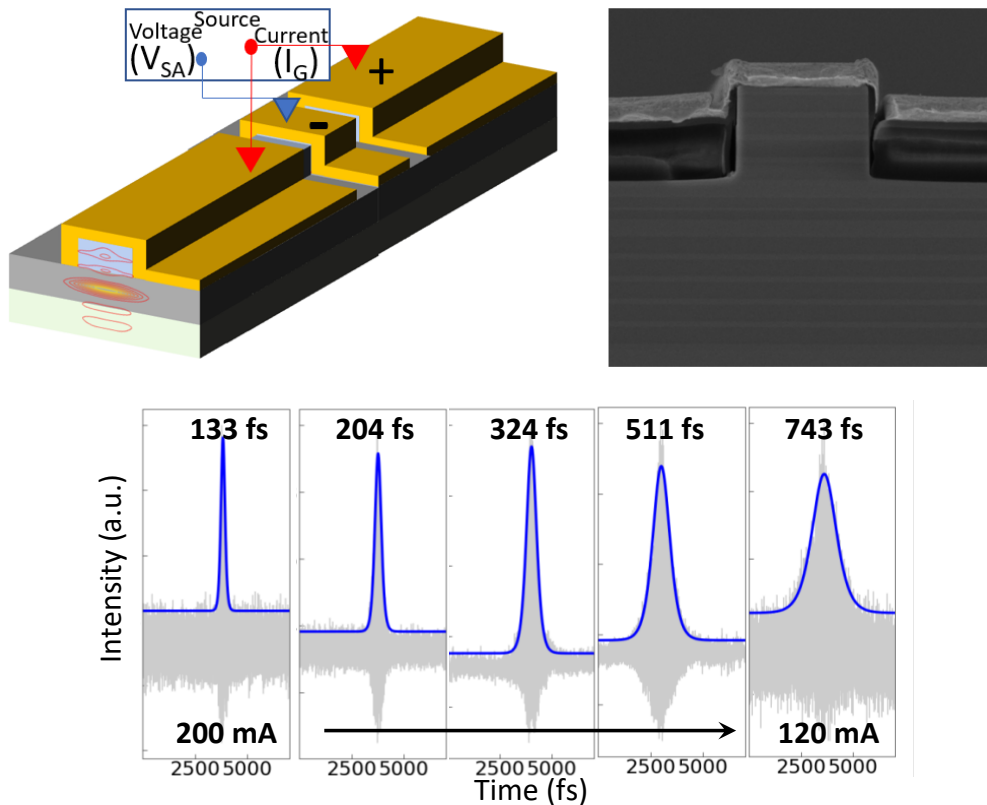 Source
Voltage Current
(V_SA) (I_G)
+
-
133 fs 204 fs 324 fs 511 fs 743 fs
Intensity (a.u.)
200 mA 120 mA
2500 5000 2500 5000 2500 5000 2500 5000 2500 5000
Time (fs)